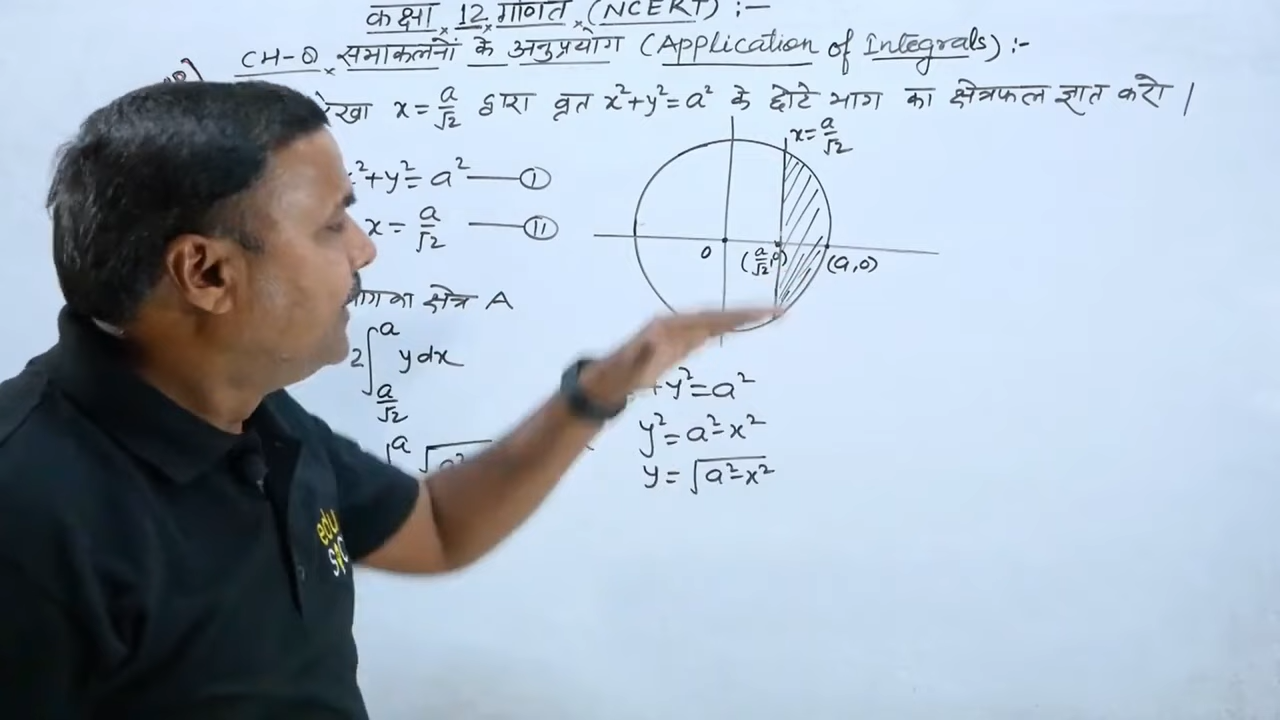 कक्षा 12 गणित (NCERT) :-
CH-8 समाकलनों के अनुप्रयोग (Application of Integrals) :-
रेखा x = a/√2 द्वारा वृत x²+y²=a² के छोटे भाग का क्षेत्रफल ज्ञात करो |
x = a/√2
x²+y²=a² —— I
x = a/√2 —— II
O (a/√2, 0) (a,0)
भाग का क्षेत्र A
2∫_{a/√2}^{a} y dx
+y²=a²
y²=a²-x²
y=√(a²-x²)
edu